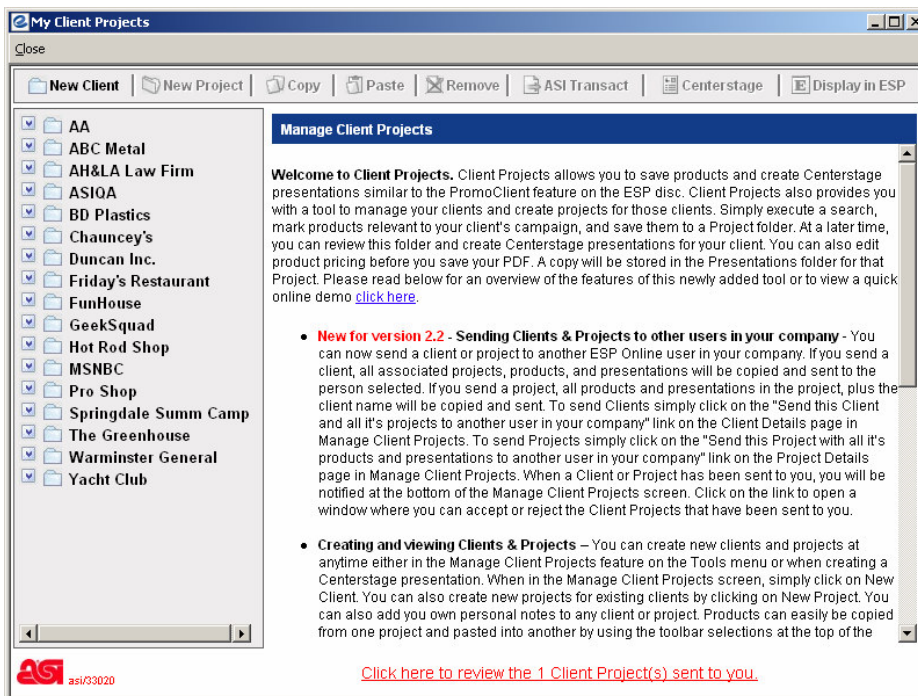 My Client Projects
Close
New Client
New Project
Copy
Paste
Remove
ASI Transact
Centerstage
E Display in ESP
AA
ABC Metal
AH&LA Law Firm
ASIQA
BD Plastics
Chauncey's
Duncan Inc.
Friday's Restaurant
FunHouse
GeekSquad
Hot Rod Shop
MSNBC
Pro Shop
Springdale Summ Camp
The Greenhouse
Warminster General
Yacht Club
Manage Client Projects
Welcome to Client Projects. Client Projects allows you to save products and create Centerstage
presentations similar to the PromoClient feature on the ESP disc. Client Projects also provides you
with a tool to manage your clients and create projects for those clients. Simply execute a search,
mark products relevant to your client's campaign, and save them to a Project folder. At a later time,
you can review this folder and create Centerstage presentations for your client. You can also edit
product pricing before you save your PDF. A copy will be stored in the Presentations folder for that
Project. Please read below for an overview of the features of this newly added tool or to view a quick
online demo click here.
• New for version 2.2 - Sending Clients & Projects to other users in your company - You
can now send a client or project to another ESP Online user in your company. If you send a
client, all associated projects, products, and presentations will be copied and sent to the
person selected. If you send a project, all products and presentations in the project, plus the
client name will be copied and sent. To send Clients simply click on the "Send this Client
and all it's projects to another user in your company" link on the Client Details page in
Manage Client Projects. To send Projects simply click on the "Send this Project with all it's
products and presentations to another user in your company" link on the Project Details
page in Manage Client Projects. When a Client or Project has been sent to you, you will be
notified at the bottom of the Manage Client Projects screen. Click on the link to open a
window where you can accept or reject the Client Projects that have been sent to you.
• Creating and viewing Clients & Projects – You can create new clients and projects at
anytime either in the Manage Client Projects feature on the Tools menu or when creating a
Centerstage presentation. When in the Manage Client Projects screen, simply click on New
Client. You can also create new projects for existing clients by clicking on New Project. You
can also add you own personal notes to any client or project. Products can easily be copied
from one project and pasted into another by using the toolbar selections at the top of the
asi asi/33020
Click here to review the 1 Client Project(s) sent to you.